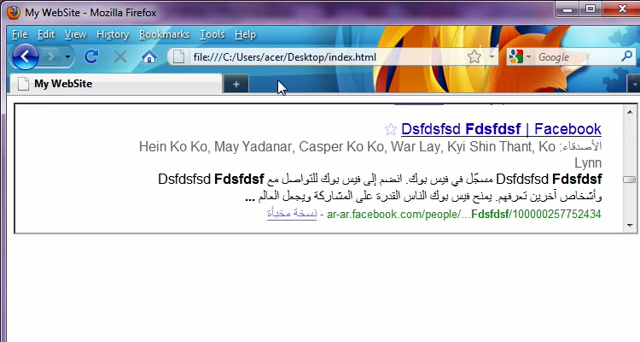 My WebSite - Mozilla Firefox
File Edit View History Bookmarks Tools Help
file:///C:/Users/acer/Desktop/index.html
Google
My WebSite
Dsfdsfsd Fdsfdsf | Facebook
الأصدقاء: Hein Ko Ko, May Yadanar, Casper Ko Ko, War Lay, Kyi Shin Thant, Ko
Lynn
Dsfdsfsd Fdsfdsf مسجّل في فيس بوك. انضم إلى فيس بوك للتواصل مع Dsfdsfsd Fdsfdsf
وأشخاص آخرين تعرفهم. يمنح فيس بوك الناس القدرة على المشاركة ويجعل العالم ...
ar-ar.facebook.com/people/...Fdsfdsf/100000257752434 - نسخة مخبأة